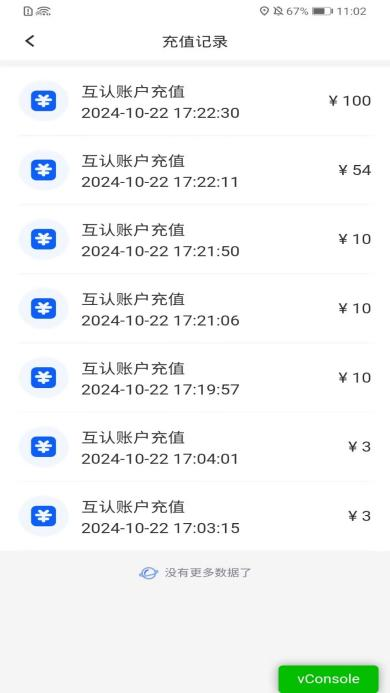 67% 11:02
充值记录
互认账户充值
2024-10-22 17:22:30
¥ 100
互认账户充值
2024-10-22 17:22:11
¥ 54
互认账户充值
2024-10-22 17:21:50
¥ 10
互认账户充值
2024-10-22 17:21:06
¥ 10
互认账户充值
2024-10-22 17:19:57
¥ 10
互认账户充值
2024-10-22 17:04:01
¥ 3
互认账户充值
2024-10-22 17:03:15
¥ 3
没有更多数据了
vConsole